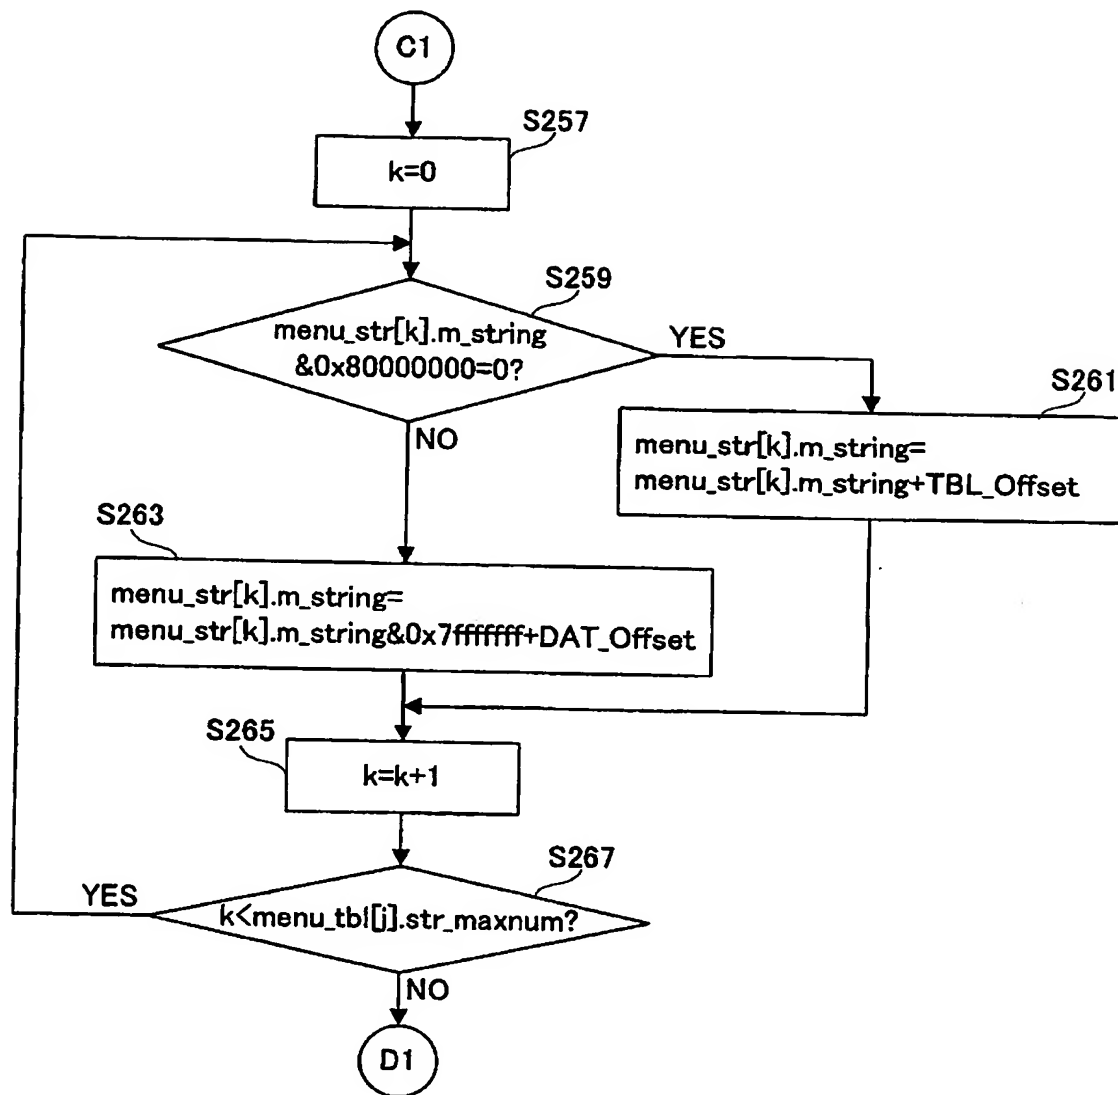 C1
S257
k=0
S259
menu_str[k].m_string
&0x80000000=0?
YES
S261
NO
menu_str[k].m_string=
menu_str[k].m_string+TBL_Offset
S263
menu_str[k].m_string=
menu_str[k].m_string&0x7fffffff+DAT_Offset
S265
k=k+1
S267
YES
k<menu_tbl[j].str_maxnum?
NO
D1